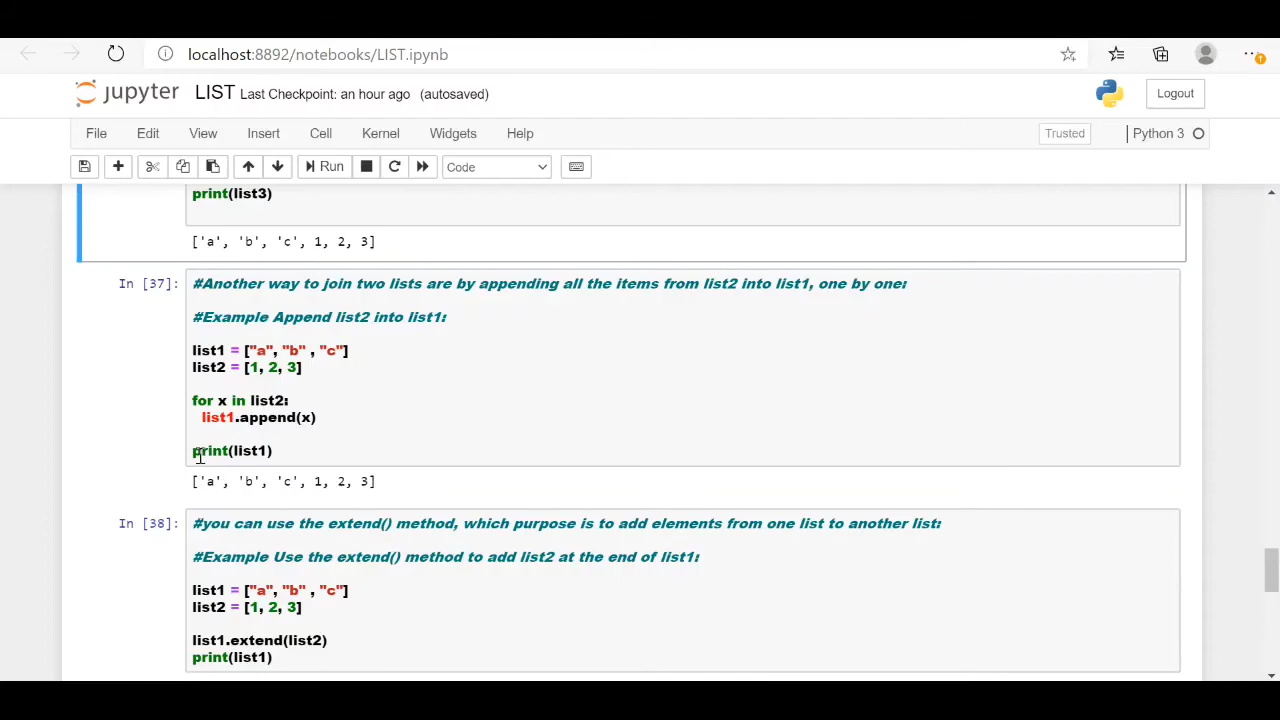 localhost:8892/notebooks/LIST.ipynb
jupyter LIST Last Checkpoint: an hour ago (autosaved) Logout
File Edit View Insert Cell Kernel Widgets Help Trusted Python 3
Run Code
print(list3)
['a', 'b', 'c', 1, 2, 3]
In [37]: #Another way to join two lists are by appending all the items from list2 into list1, one by one:
#Example Append list2 into list1:
list1 = ["a", "b" , "c"]
list2 = [1, 2, 3]
for x in list2:
list1.append(x)
print(list1)
['a', 'b', 'c', 1, 2, 3]
In [38]: #you can use the extend() method, which purpose is to add elements from one list to another list:
#Example Use the extend() method to add list2 at the end of list1:
list1 = ["a", "b" , "c"]
list2 = [1, 2, 3]
list1.extend(list2)
print(list1)